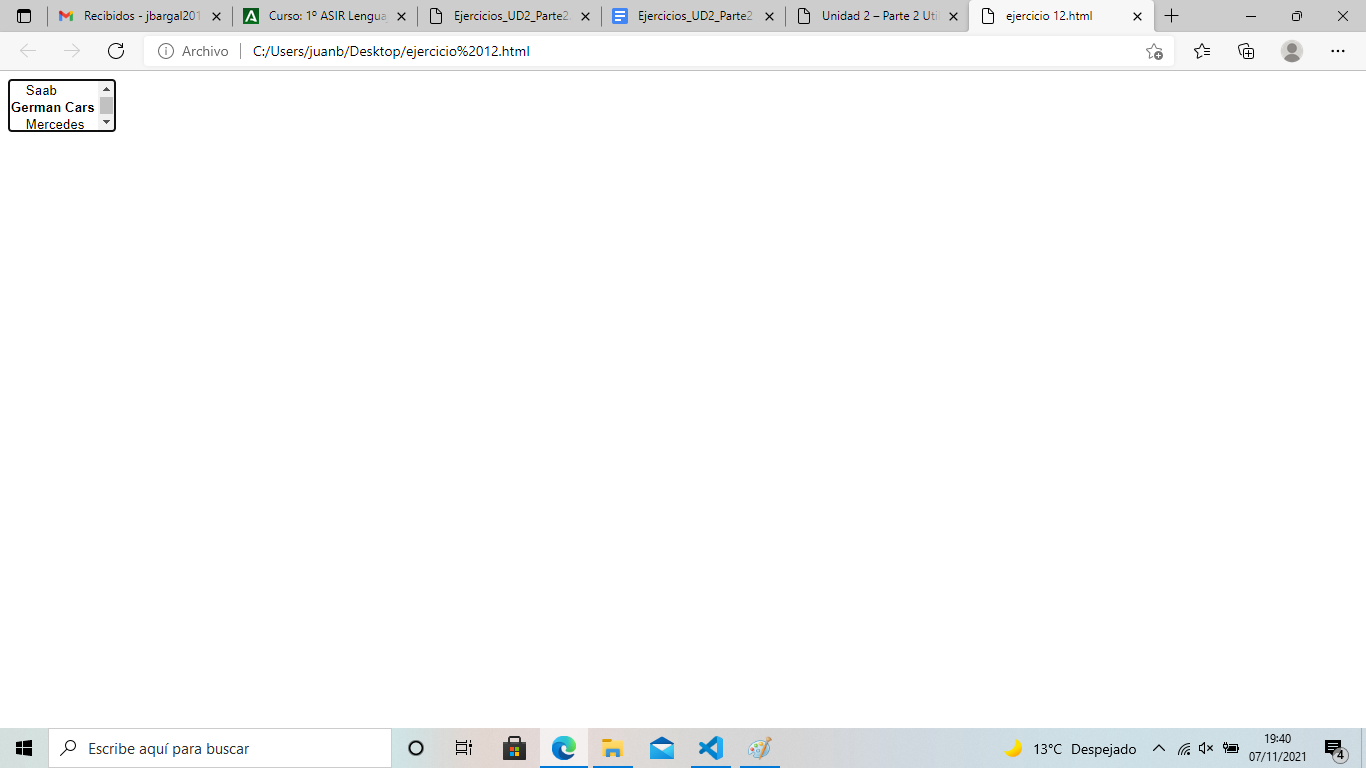 Recibidos - jbargal201
Curso: 1º ASIR Lengua
Ejercicios_UD2_Parte2
Ejercicios_UD2_Parte2
Unidad 2 – Parte 2 Uti
ejercicio 12.html
Archivo
C:/Users/juanb/Desktop/ejercicio%2012.html
Saab
German Cars
Mercedes
Escribe aquí para buscar
13°C Despejado
19:40
07/11/2021
4